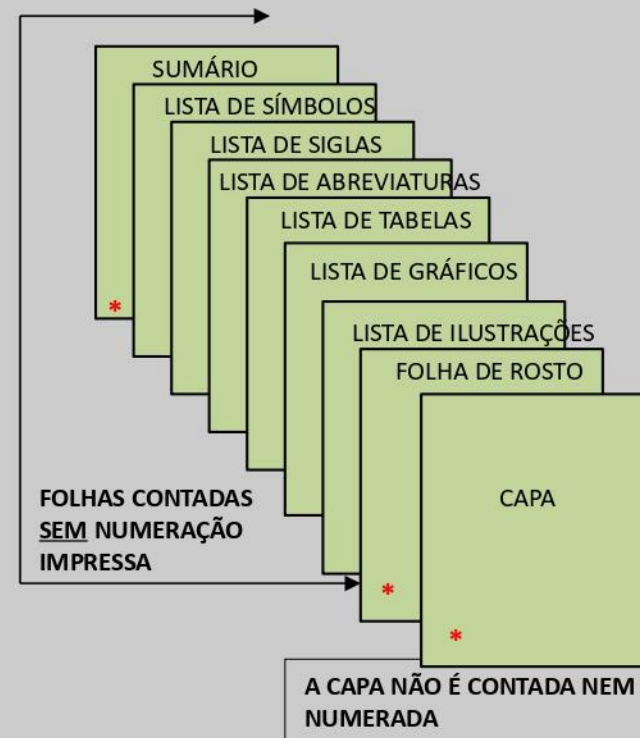 SUMÁRIO
LISTA DE SÍMBOLOS
LISTA DE SIGLAS
LISTA DE ABREVIATURAS
LISTA DE TABELAS
LISTA DE GRÁFICOS
LISTA DE ILUSTRAÇÕES
FOLHA DE ROSTO
CAPA
*
FOLHAS CONTADAS
SEM NUMERAÇÃO
IMPRESSA
*
*
A CAPA NÃO É CONTADA NEM
NUMERADA